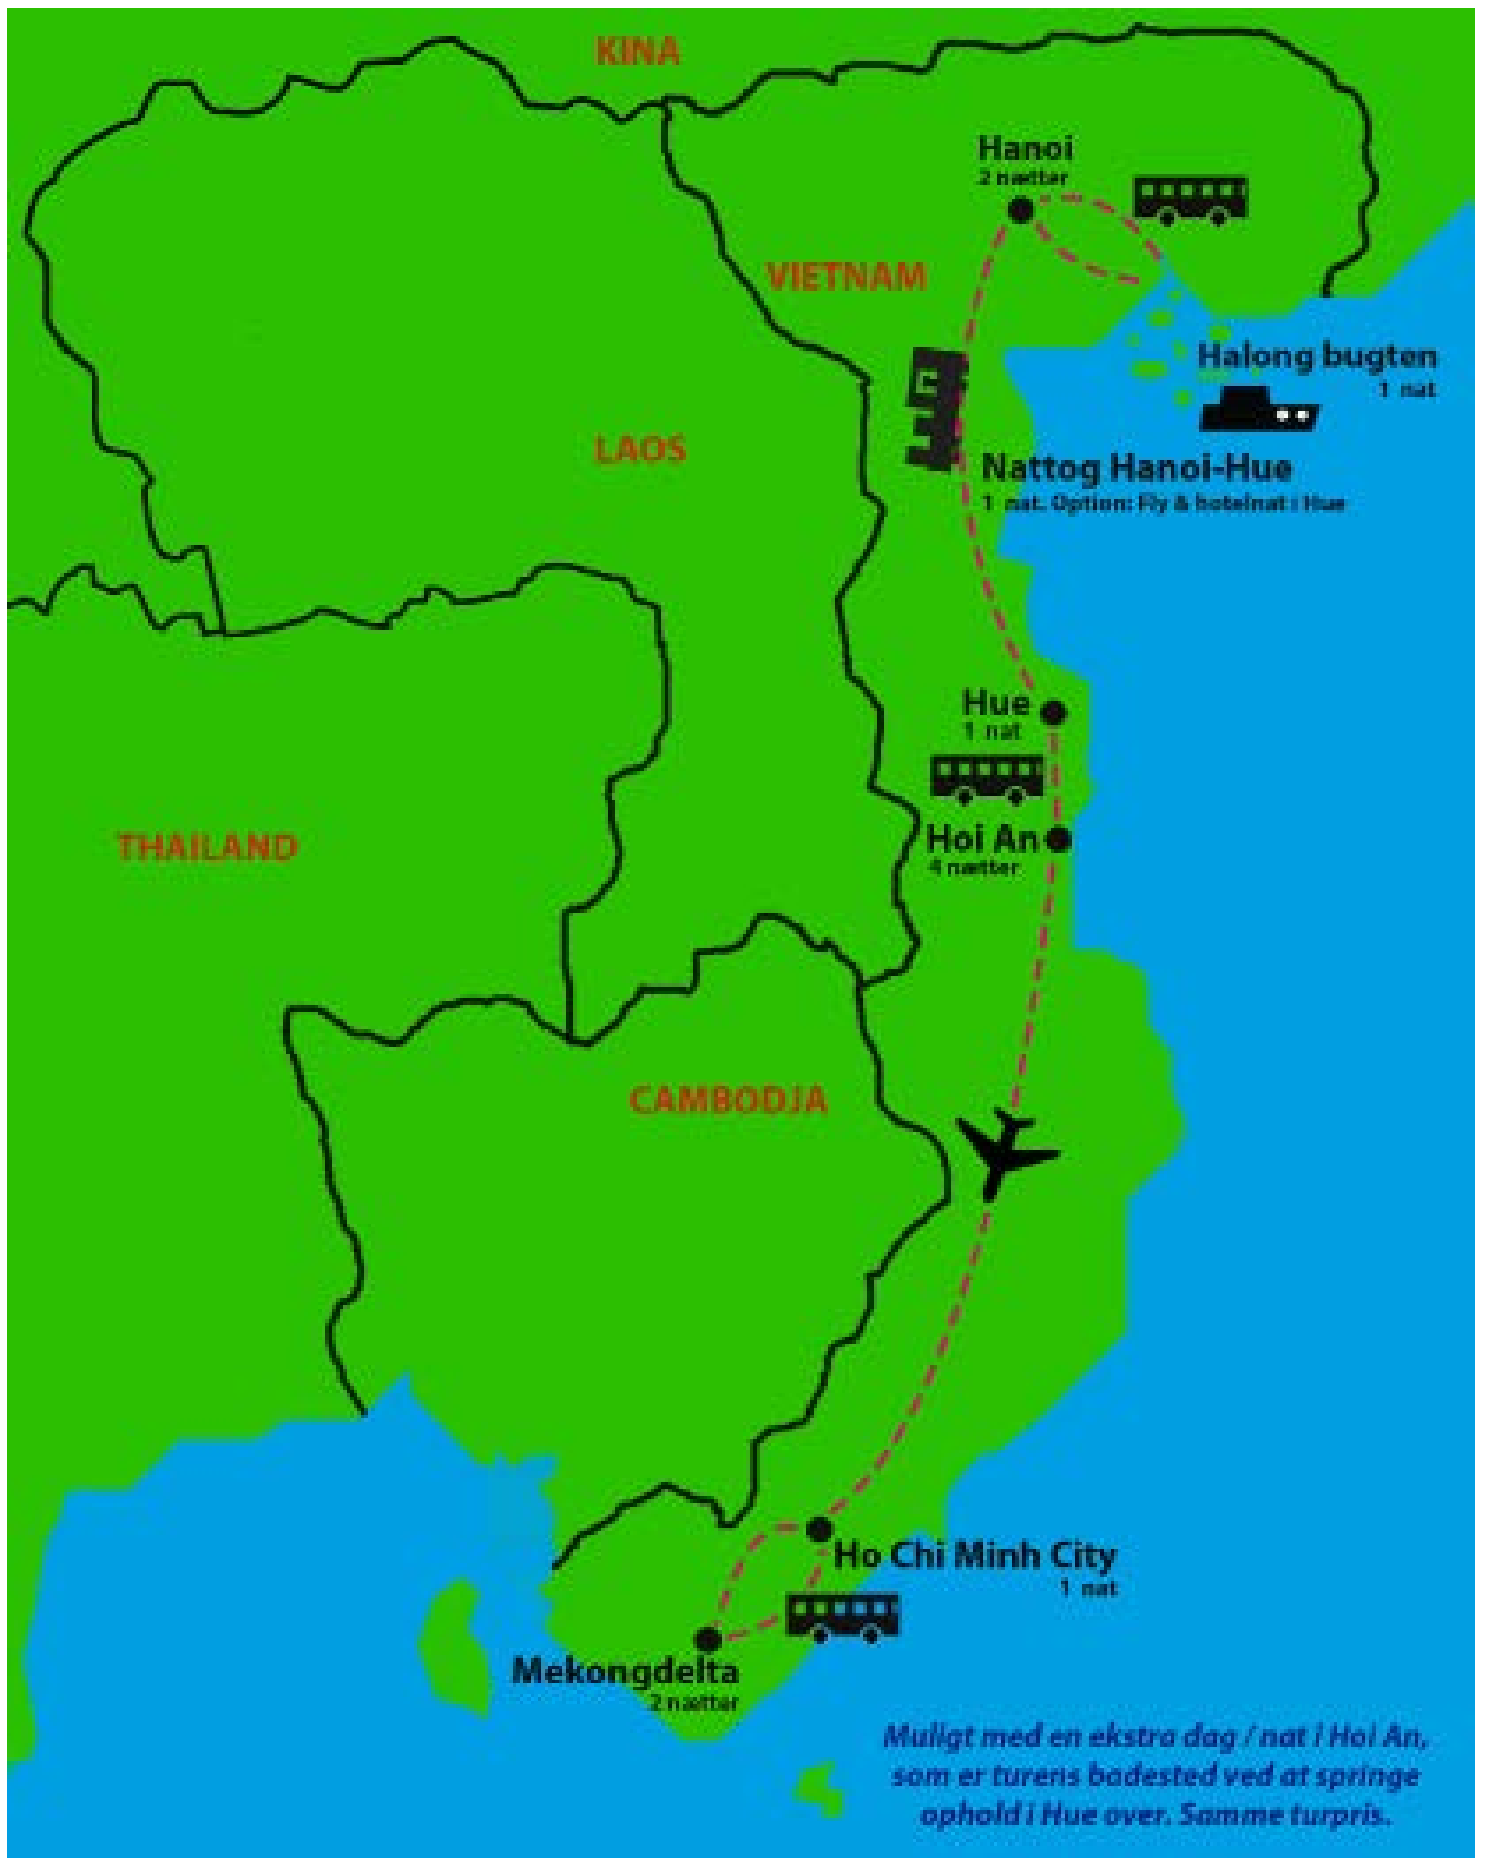 KINA
Hanoi
2 nætter
VIETNAM
Halong bugten
1 nat
LAOS
Nattog Hanoi-Hue
1 nat. Option: Fly & hotelnat i Hue
Hue
1 nat
THAILAND
Hoi An
4 nætter
CAMBODJA
Ho Chi Minh City
1 nat
Mekongdelta
2 nætter
Muligt med en ekstra dag / nat i Hoi An,
som er turens badested ved at springe
ophold i Hue over. Samme turpris.